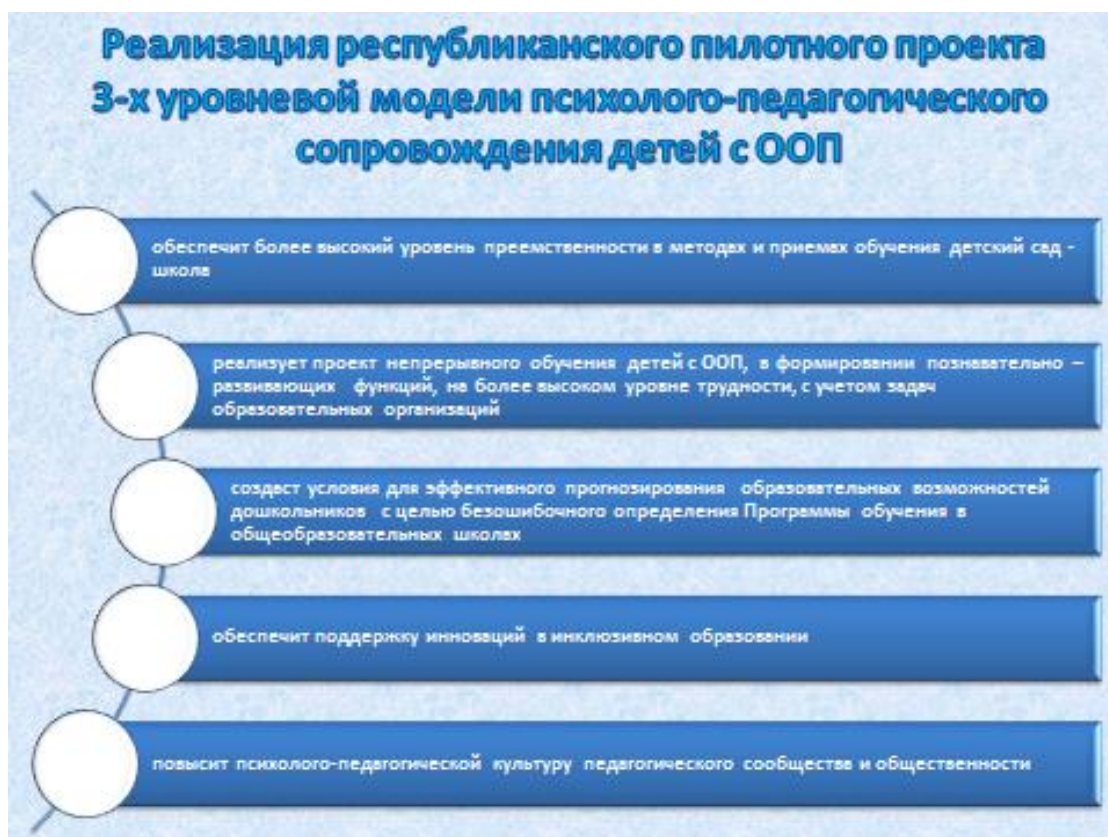 Реализация республиканского пилотного проекта
3-х уровневой модели психолого-педагогического
сопровождения детей с ООП
обеспечит более высокий уровень преемственности в методах и приемах обучения детский сад -
школа
реализует проект непрерывного обучения детей с ООП, в формировании познавательно –
развивающих функций, на более высоком уровне трудности, с учетом задач
образовательных организаций
создаст условия для эффективного прогнозирования образовательных возможностей
дошкольников с целью безошибочного определения Программы обучения в
общеобразовательных школах
обеспечит поддержку инноваций в инклюзивном образовании
повысит психолого-педагогической культуру педагогического сообщества и общественности